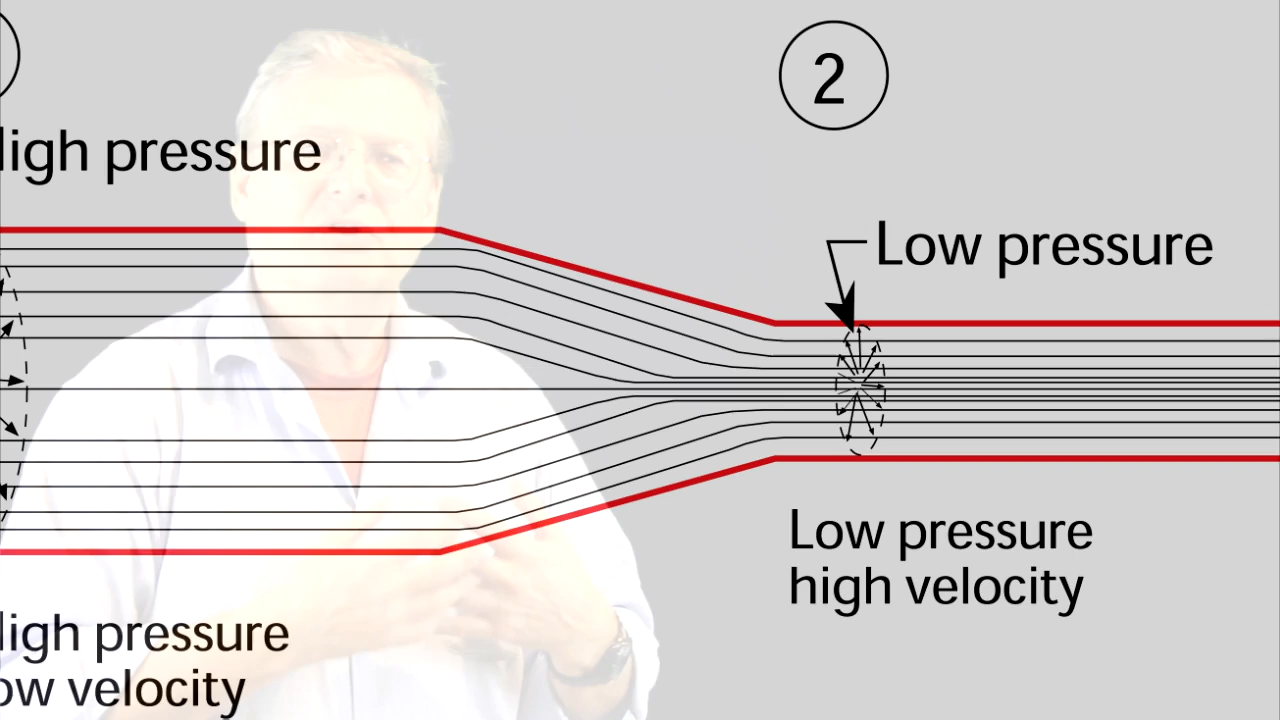 2
igh pressure
Low pressure
Low pressure
high velocity
igh pressure
ow velocity